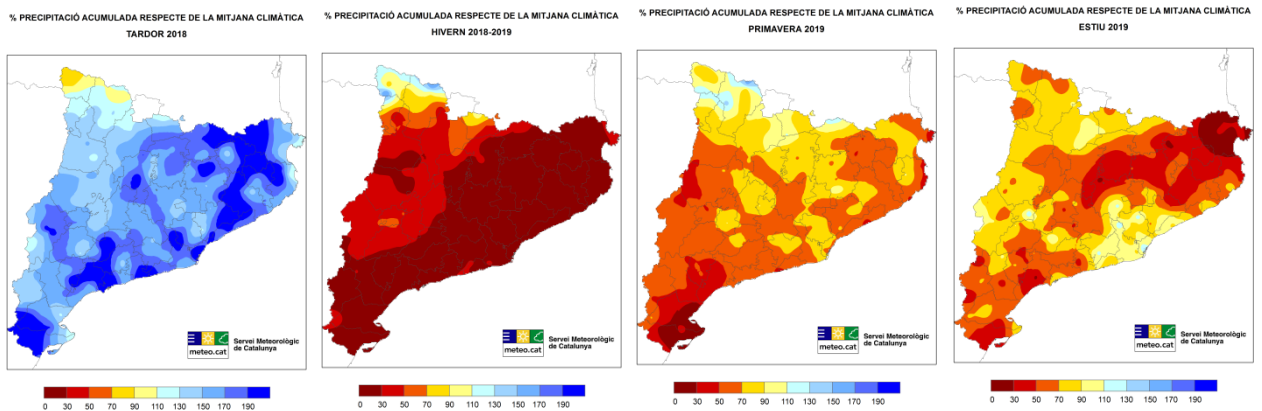 % PRECIPITACIÓ ACUMULADA RESPECTE DE LA MITJANA CLIMÀTICA
TARDOR 2018
meteo.cat
Servei Meteorològic
de Catalunya
0 30 50 70 90 110 130 150 170 190
% PRECIPITACIÓ ACUMULADA RESPECTE DE LA MITJANA CLIMÀTICA
HIVERN 2018-2019
meteo.cat
Servei Meteorològic
de Catalunya
0 30 50 70 90 110 130 150 170 190
% PRECIPITACIÓ ACUMULADA RESPECTE DE LA MITJANA CLIMÀTICA
PRIMAVERA 2019
meteo.cat
Servei Meteorològic
de Catalunya
0 30 50 70 90 110 130 150 170 190
% PRECIPITACIÓ ACUMULADA RESPECTE DE LA MITJANA CLIMÀTICA
ESTIU 2019
meteo.cat
Servei Meteorològic
de Catalunya
0 30 50 70 90 110 130 150 170 190